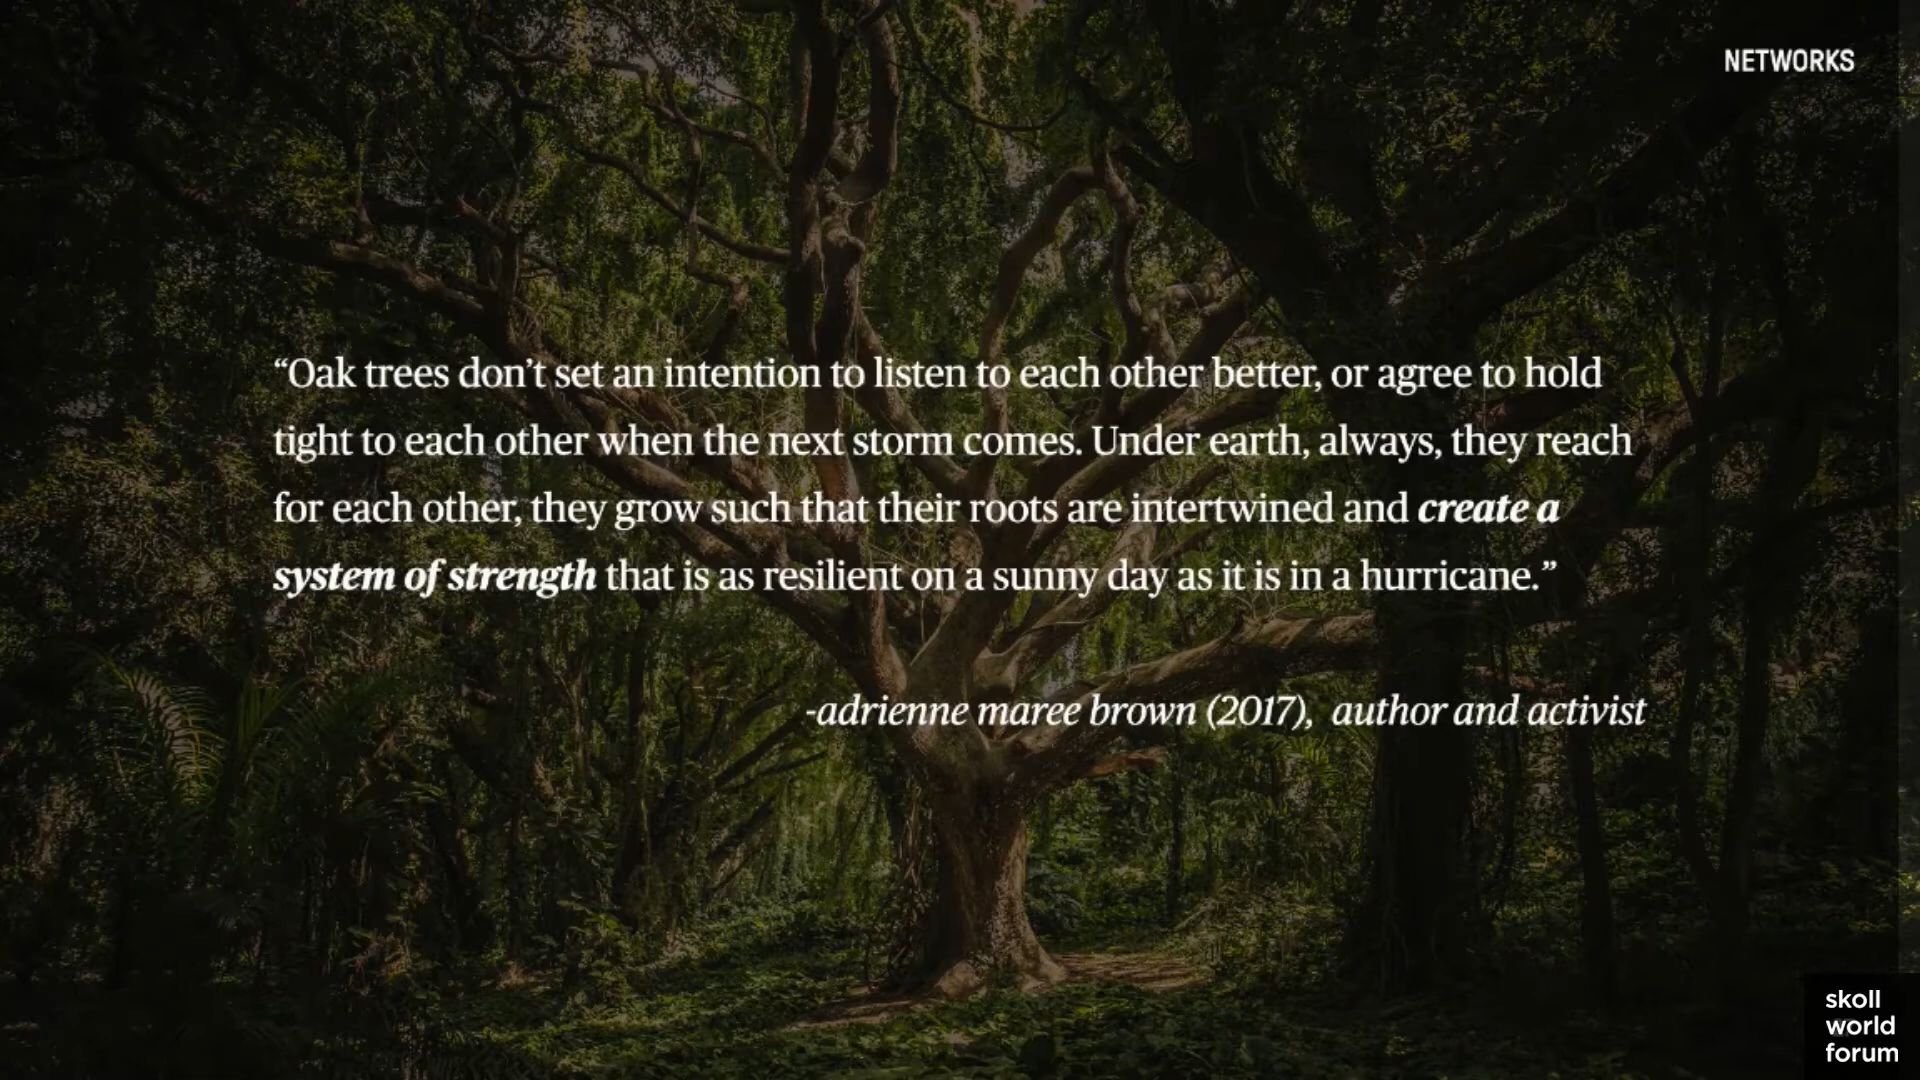 NETWORKS
“Oak trees don’t set an intention to listen to each other better, or agree to hold
tight to each other when the next storm comes. Under earth, always, they reach
for each other, they grow such that their roots are intertwined and create a
system of strength that is as resilient on a sunny day as it is in a hurricane.”
-adrienne maree brown (2017), author and activist
skoll
world
forum